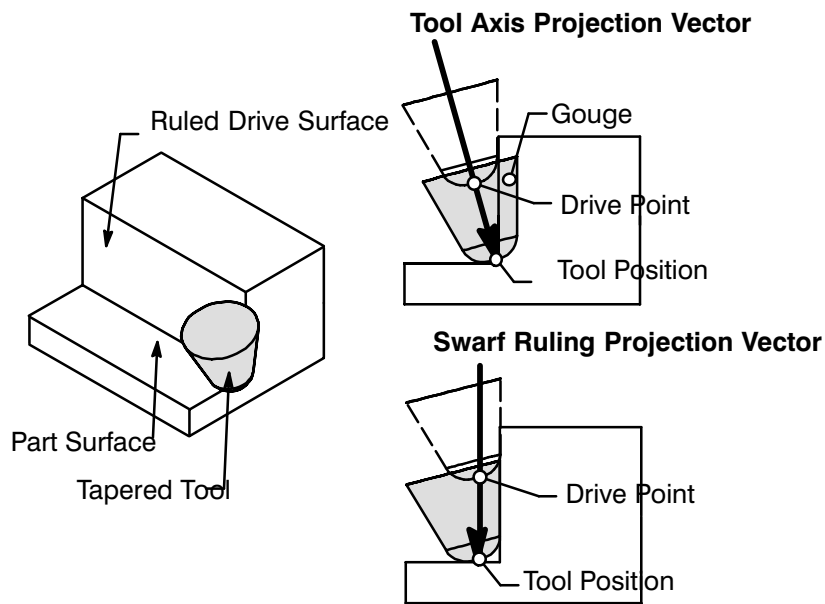 Tool Axis Projection Vector
Ruled Drive Surface
Gouge
Drive Point
Tool Position
Part Surface
Tapered Tool
Swarf Ruling Projection Vector
Drive Point
Tool Position